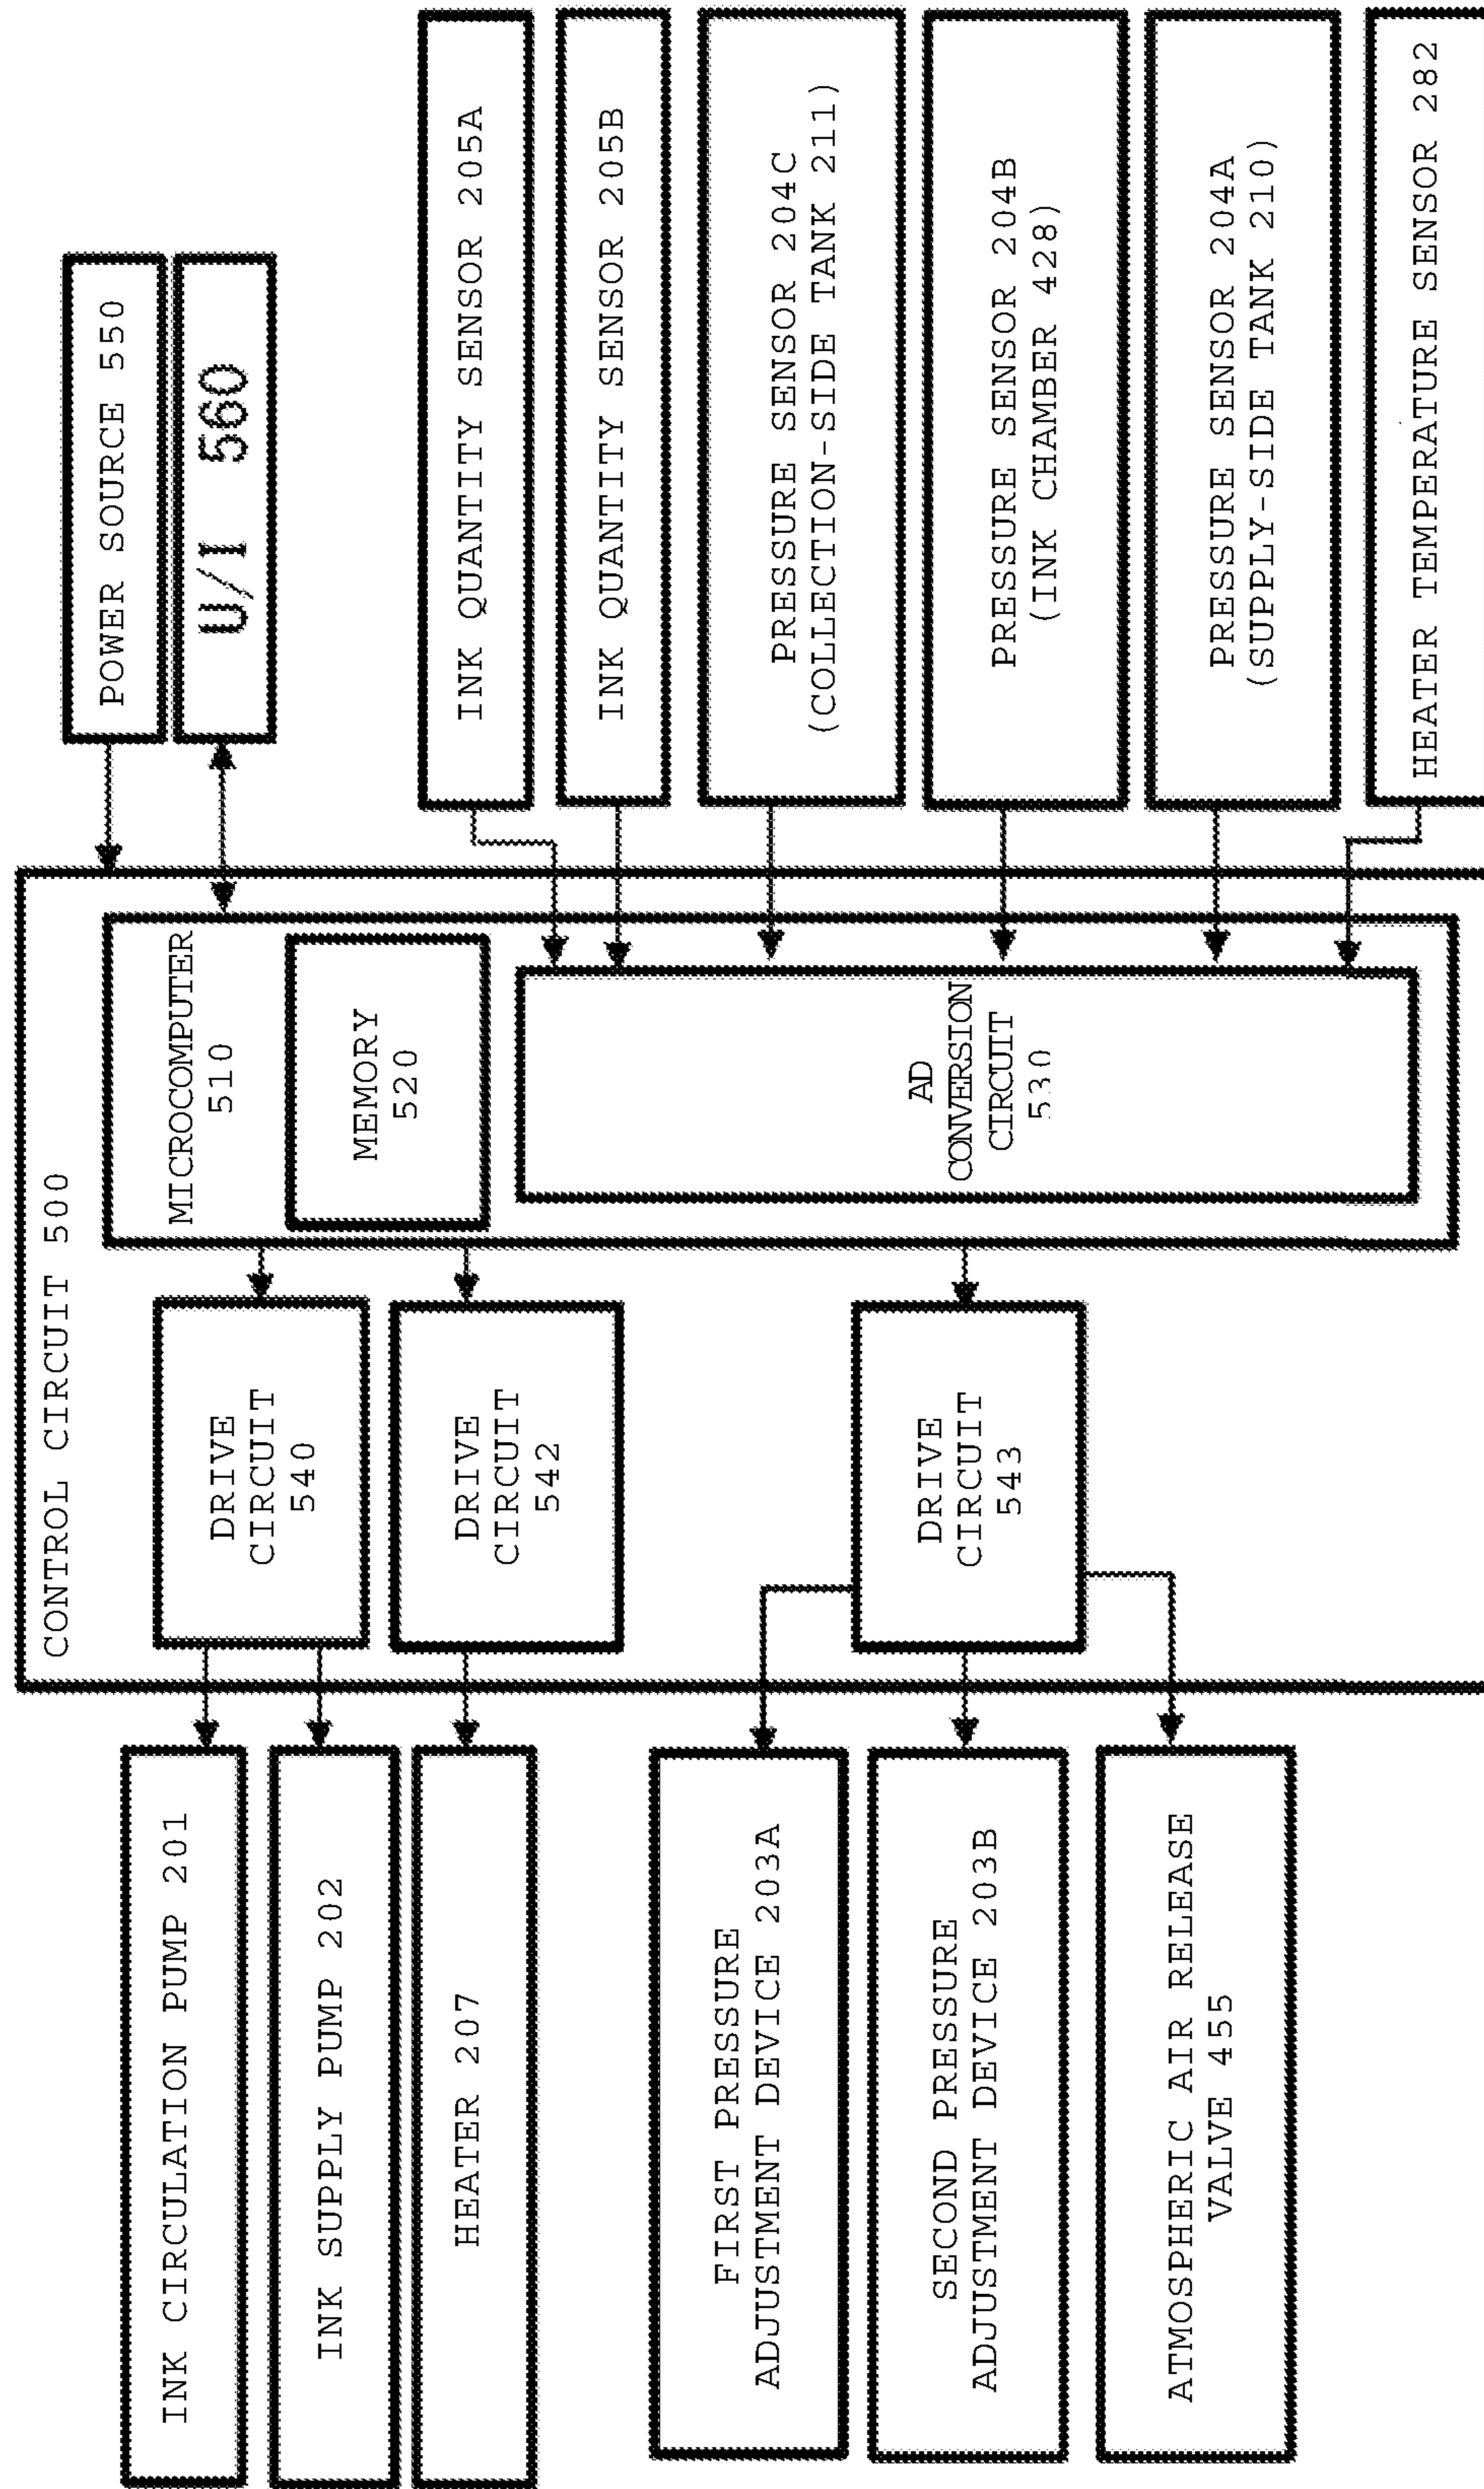 CONTROL CIRCUIT 500
INK CIRCULATION PUMP 201
INK SUPPLY PUMP 202
HEATER 207
FIRST PRESSURE
ADJUSTMENT DEVICE 203A
SECOND PRESSURE
ADJUSTMENT DEVICE 203B
ATMOSPHERIC AIR RELEASE
VALVE 455
DRIVE
CIRCUIT
540
DRIVE
CIRCUIT
542
DRIVE
CIRCUIT
543
MICROCOMPUTER
510
MEMORY
520
AD
CONVERSION
CIRCUIT
530
POWER SOURCE 550
U/I 560
INK QUANTITY SENSOR 205A
INK QUANTITY SENSOR 205B
PRESSURE SENSOR 204C
(COLLECTION-SIDE TANK 211)
PRESSURE SENSOR 204B
(INK CHAMBER 428)
PRESSURE SENSOR 204A
(SUPPLY-SIDE TANK 210)
HEATER TEMPERATURE SENSOR 282